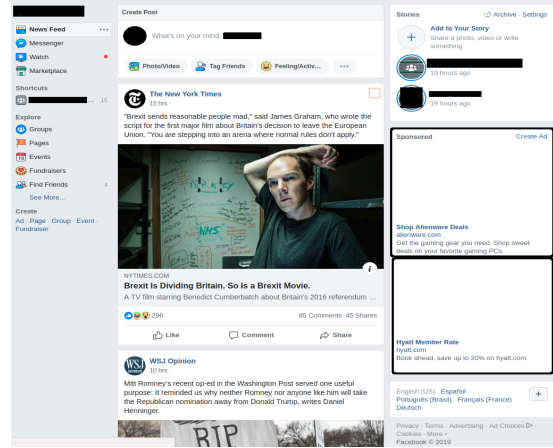 News Feed
Messenger
Watch
Marketplace
Shortcuts
... 15
Explore
Groups
Pages
Events
Fundraisers
Find Friends 4
See More...
Create
Ad · Page · Group · Event ·
Fundraiser
Create Post
What's on your mind,
Photo/Video Tag Friends Feeling/Activ...
The New York Times
15 hrs ·
"Brexit sends reasonable people mad," said James Graham, who wrote the
script for the first major film about Britain's decision to leave the European
Union. "You are stepping into an arena where normal rules don't apply."
NHS
NYTIMES.COM
Brexit Is Dividing Britain. So Is a Brexit Movie.
A TV film starring Benedict Cumberbatch about Britain's 2016 referendum ...
296 85 Comments 45 Shares
Like Comment Share
WSJ
WSJ Opinion
10 hrs ·
Mitt Romney's recent op-ed in the Washington Post served one useful
purpose: It reminded us why neither Romney nor anyone like him will take
the Republican nomination away from Donald Trump, writes Daniel
Henninger.
RIP
Stories Archive · Settings
Add to Your Story
Share a photo, video or write
something
10 hours ago
19 hours ago
Sponsored Create Ad
Shop Alienware Deals
alienware.com
Get the gaming gear you need. Shop sweet
deals on your favorite gaming PCs.
Hyatt Member Rate
hyatt.com
Book ahead, save up to 20% on hyatt.com.
English (US) · Español ·
Português (Brasil) · Français (France) ·
Deutsch
Privacy · Terms · Advertising · Ad Choices ·
Cookies · More
Facebook © 2019